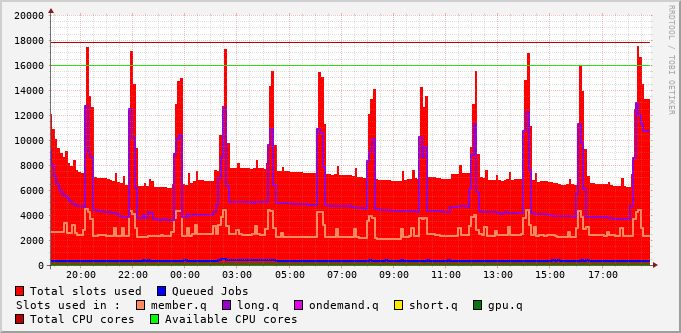 20000
18000
16000
14000
12000
10000
8000
6000
4000
2000
0
20:00 22:00 00:00 03:00 05:00 07:00 09:00 11:00 13:00 15:00 17:00
RRDTOOL / TOBI OETIKER
Total slots used Queued Jobs
Slots used in : member.q long.q ondemand.q short.q gpu.q
Total CPU cores Available CPU cores